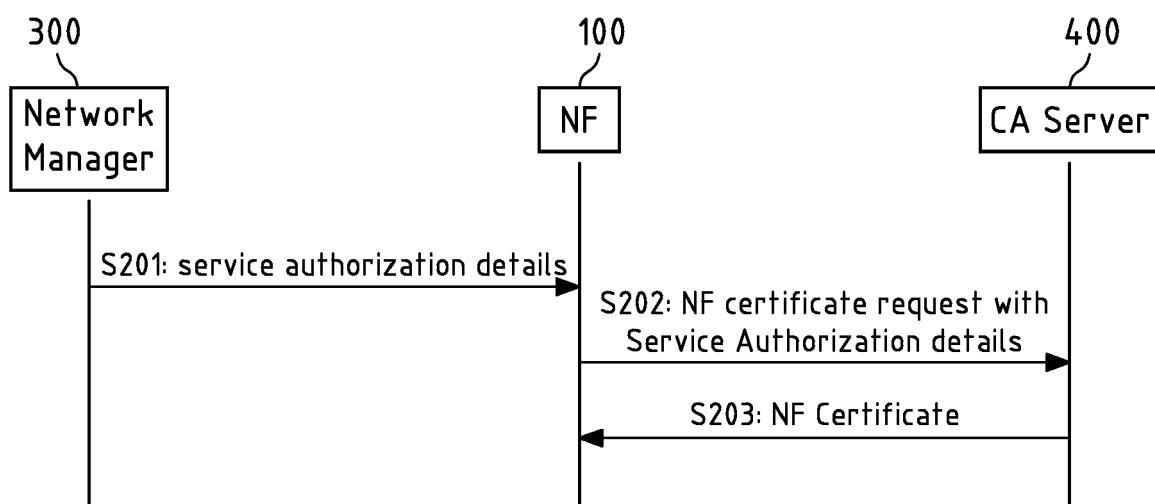 300
100
400
Network
Manager
NF
CA Server
S201: service authorization details
S202: NF certificate request with
Service Authorization details
S203: NF Certificate